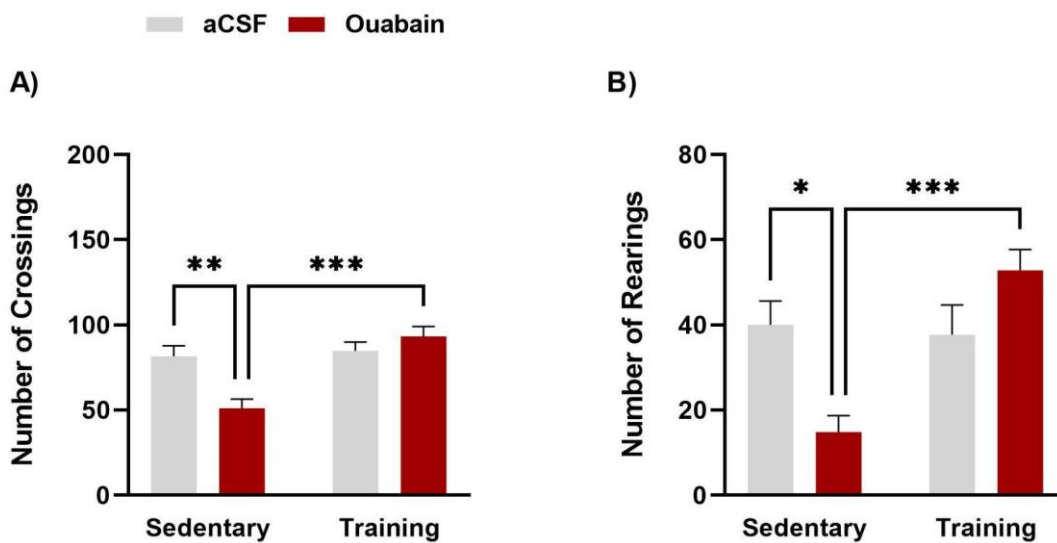 aCSF Ouabain
A)
B)
Number of Crossings
200
150
100
50
0
** ***
Sedentary Training
Number of Rearings
80
60
40
20
0
* ***
Sedentary Training